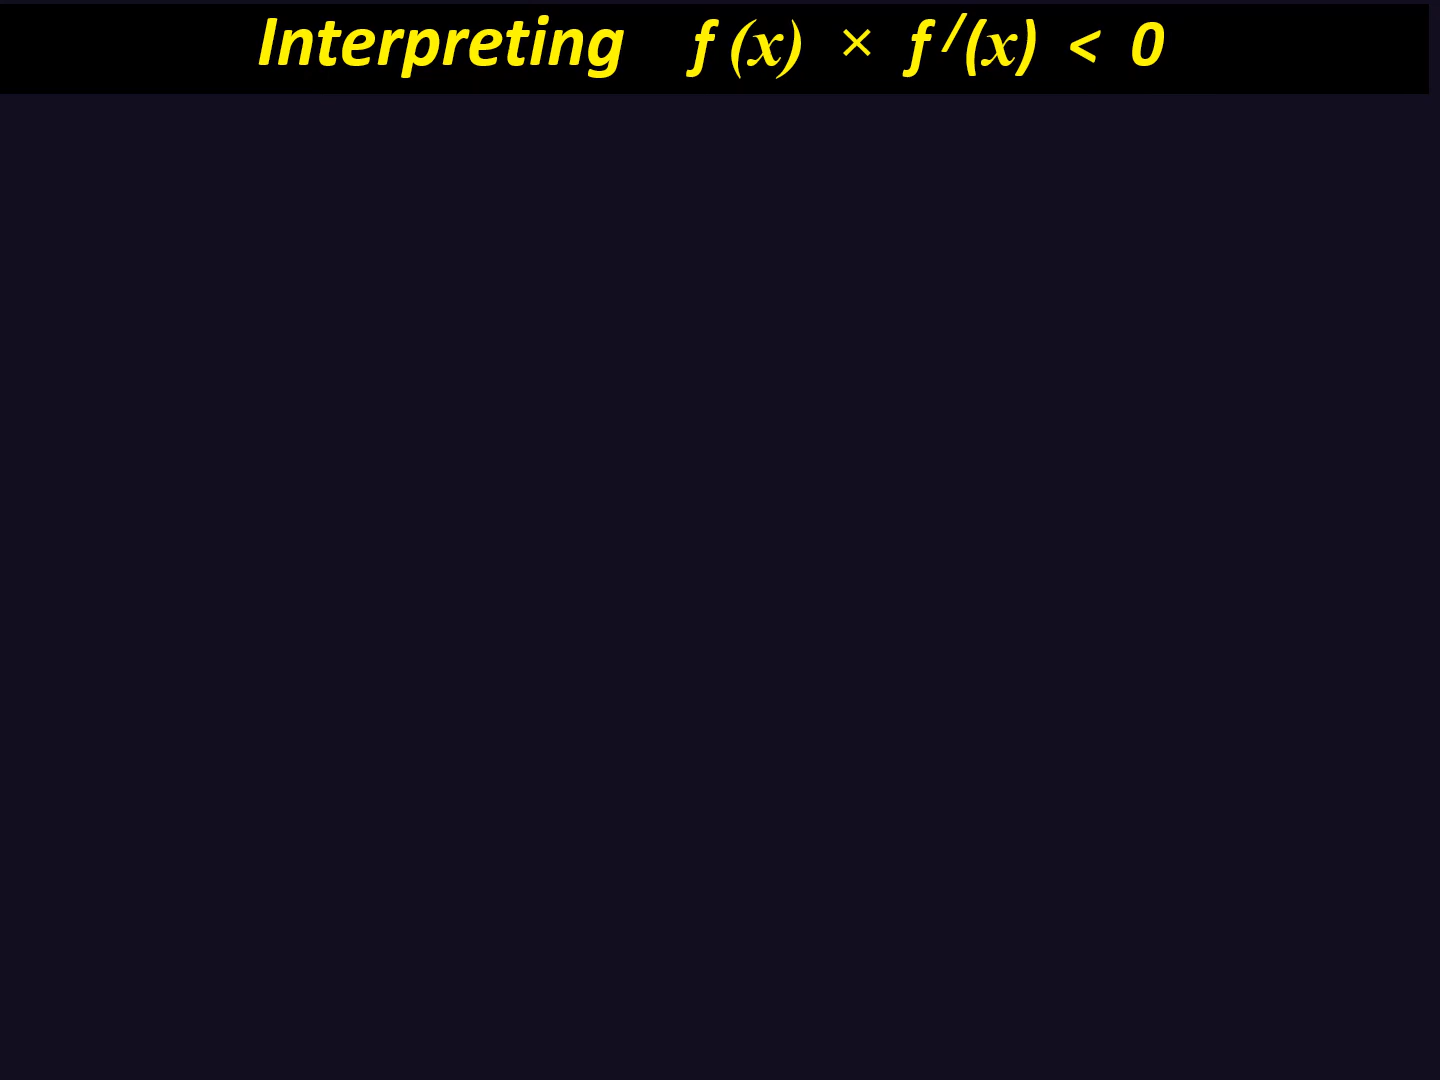 Interpreting f (x) × f /(x) < 0